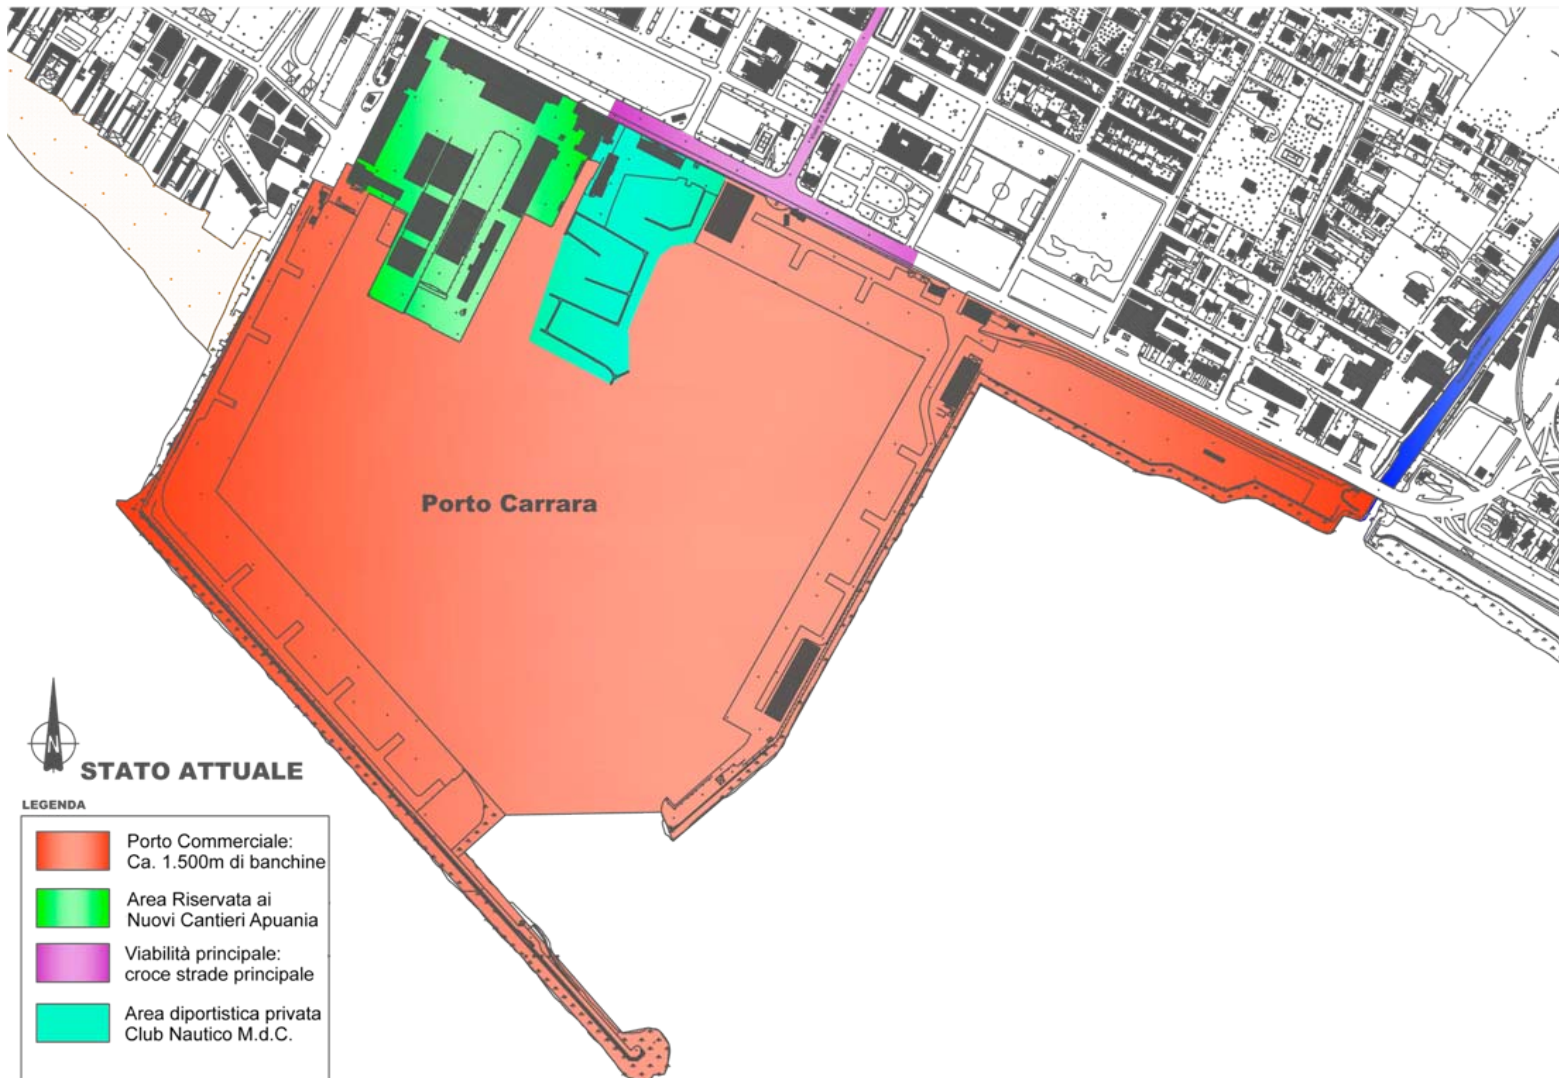 Porto Carrara
N
STATO ATTUALE
LEGENDA
Porto Commerciale:
Ca. 1.500m di banchine
Area Riservata ai
Nuovi Cantieri Apuania
Viabilità principale:
croce strade principale
Area diportistica privata
Club Nautico M.d.C.